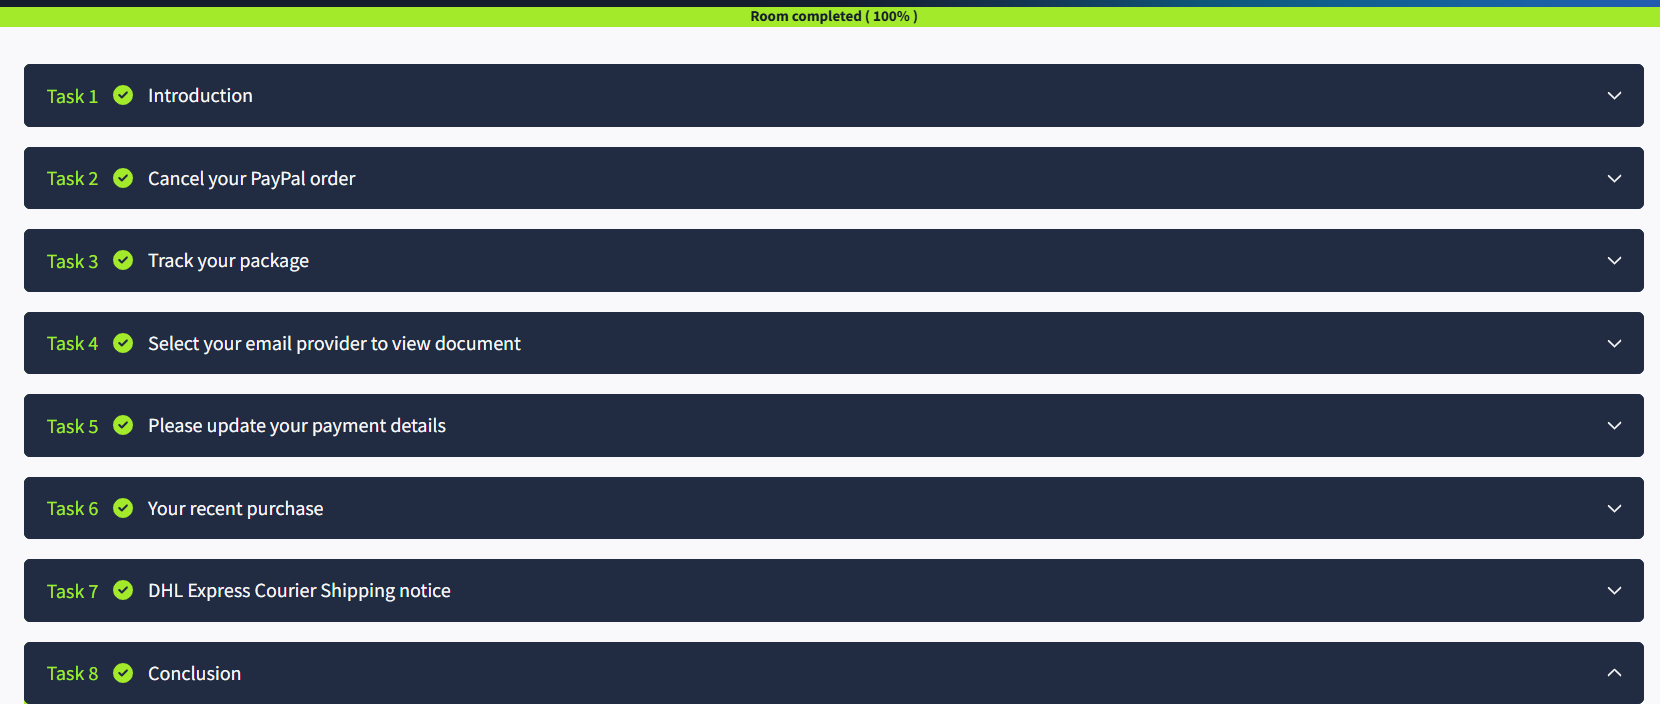 Room completed ( 100% )
Task 1 Introduction
Task 2 Cancel your PayPal order
Task 3 Track your package
Task 4 Select your email provider to view document
Task 5 Please update your payment details
Task 6 Your recent purchase
Task 7 DHL Express Courier Shipping notice
Task 8 Conclusion